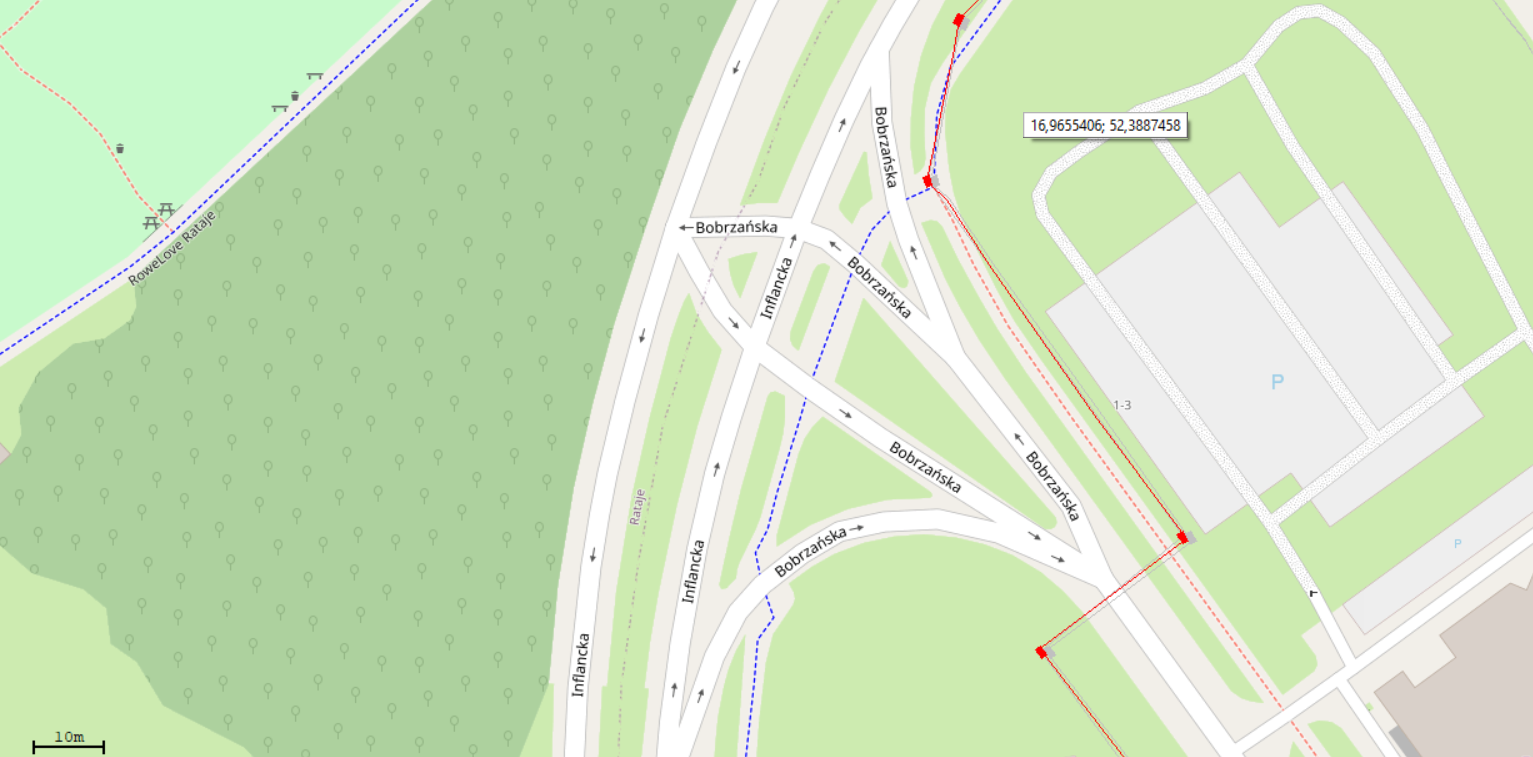 Bobrzańska
16,9655406; 52,3887458
RoweLove Rataje
Bobrzańska
Inflancka
Bobrzańska
P
1-3
Bobrzańska
Bobrzańska
Rataje
Bobrzańska
Inflancka
P
Inflancka
10m